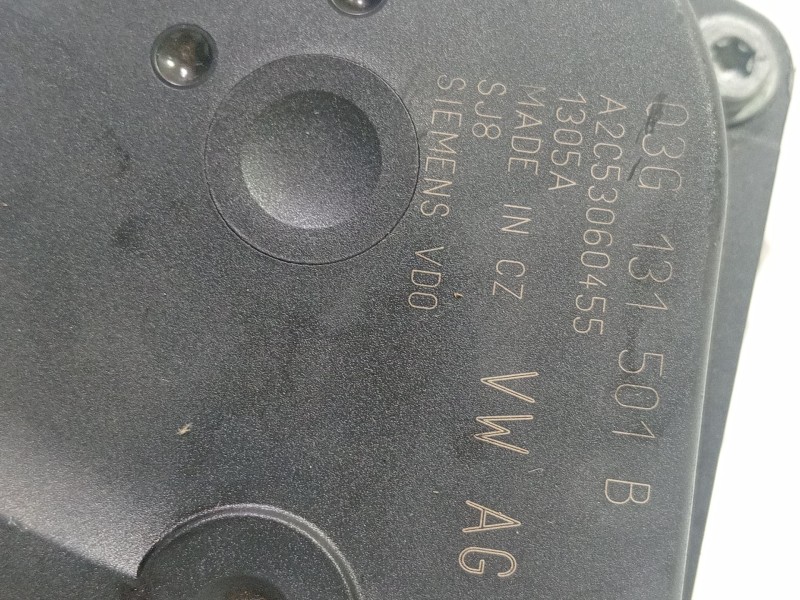 03G 131 501 B
A2C53060455
1305A
MADE IN CZ
SJ8
SIEMENS VDO
VW AG